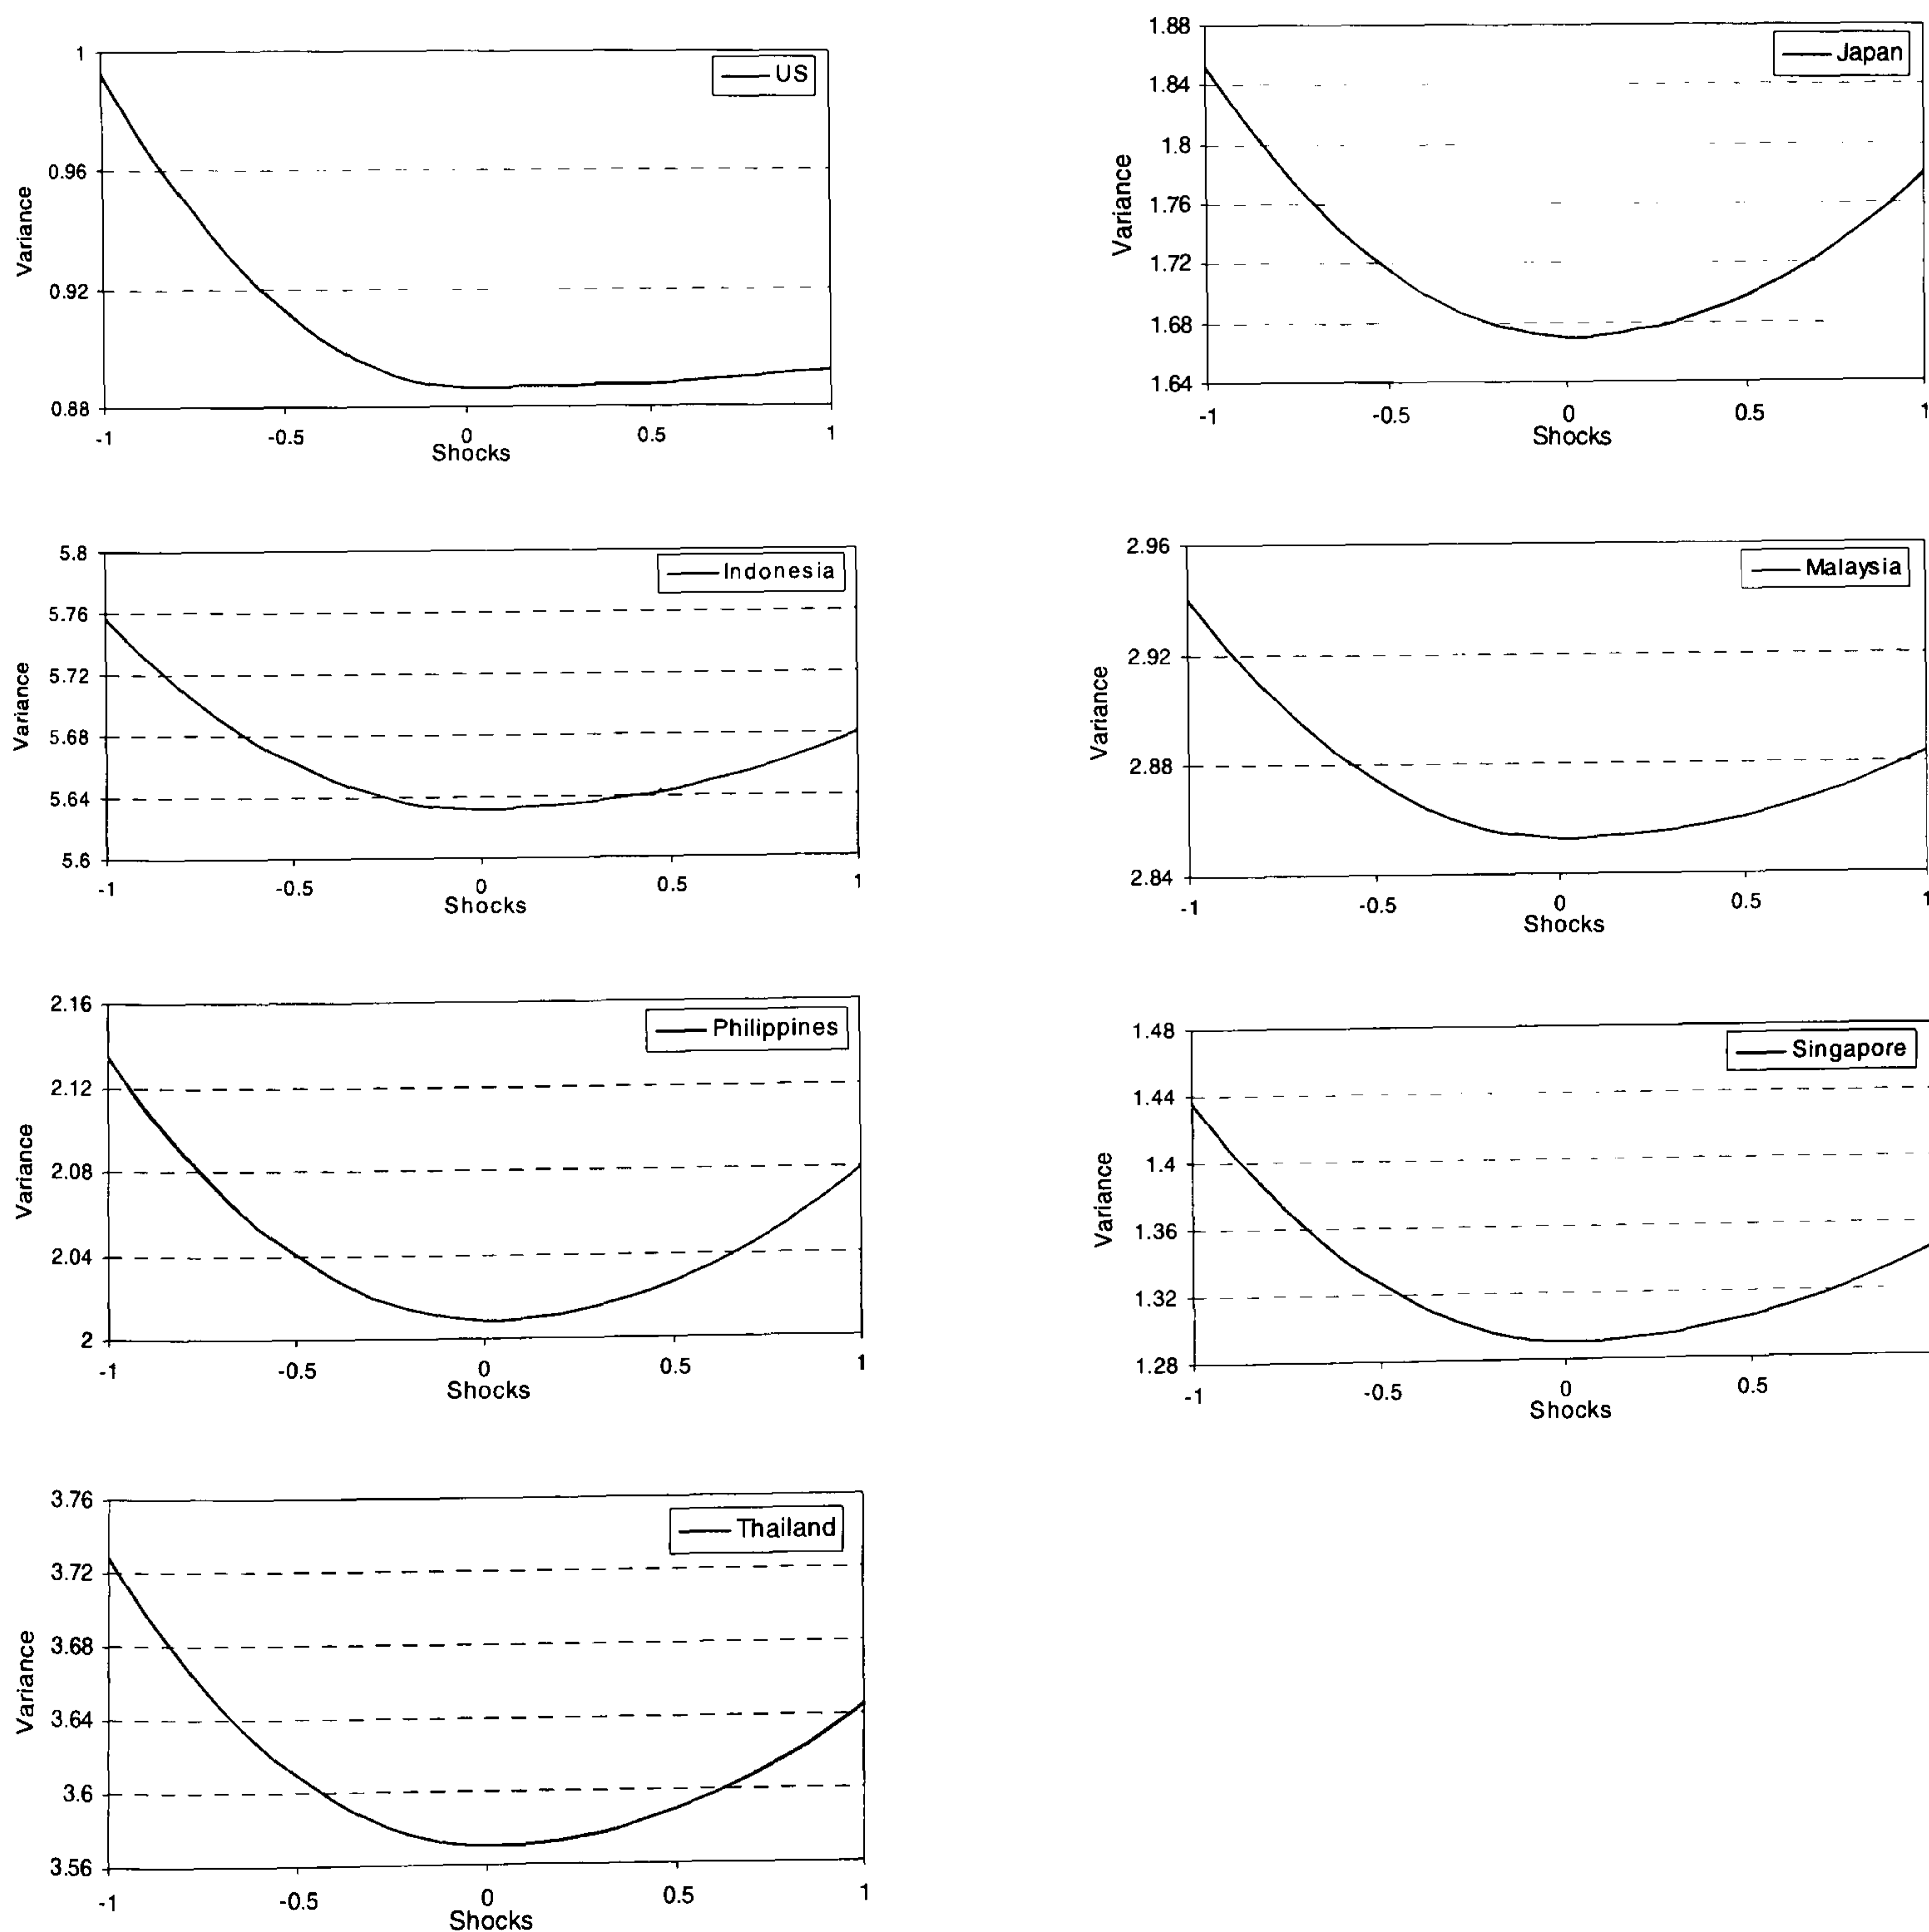 US
1
0.96
0.92
0.88
Variance
-1 -0.5 0 0.5 1
Shocks
Japan
1.88
1.84
1.8
1.76
1.72
1.68
1.64
Variance
-1 -0.5 0 0.5 1
Shocks
Indonesia
5.8
5.76
5.72
5.68
5.64
5.6
Variance
-1 -0.5 0 0.5 1
Shocks
Malaysia
2.96
2.92
2.88
2.84
Variance
-1 -0.5 0 0.5 1
Shocks
Philippines
2.16
2.12
2.08
2.04
2
Variance
-1 -0.5 0 0.5 1
Shocks
Singapore
1.48
1.44
1.4
1.36
1.32
1.28
Variance
-1 -0.5 0 0.5
Shocks
Thailand
3.76
3.72
3.68
3.64
3.6
3.56
Variance
-1 -0.5 0 0.5 1
Shocks